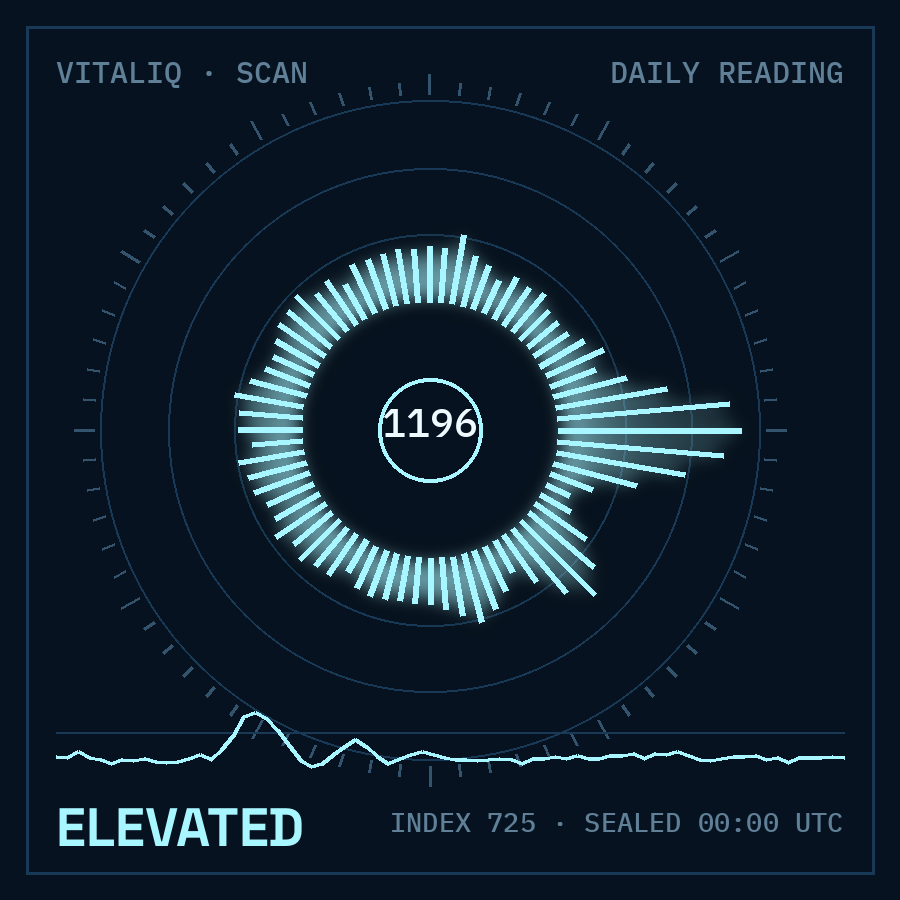 VITALIQ · SCAN
DAILY READING
1196
ELEVATED
INDEX 725 · SEALED 00:00 UTC